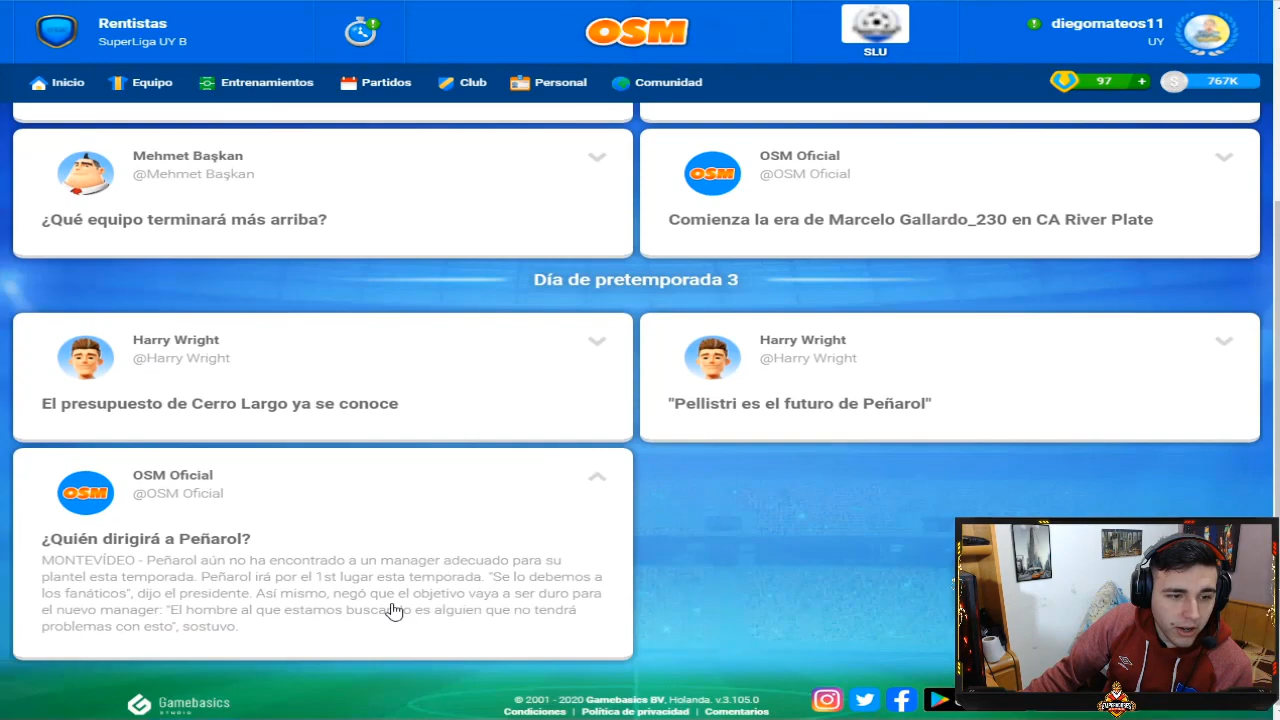 Rentistas
SuperLiga UY B
OSM
SLU
diegomateos11
UY
Inicio
Equipo
Entrenamientos
Partidos
Club
Personal
Comunidad
97 +
767K
Mehmet Başkan
@Mehmet Başkan
¿Qué equipo terminará más arriba?
OSM
OSM Oficial
@OSM Oficial
Comienza la era de Marcelo Gallardo_230 en CA River Plate
Día de pretemporada 3
Harry Wright
@Harry Wright
El presupuesto de Cerro Largo ya se conoce
Harry Wright
@Harry Wright
"Pellistri es el futuro de Peñarol"
OSM
OSM Oficial
@OSM Oficial
¿Quién dirigirá a Peñarol?
MONTEVÍDEO - Peñarol aún no ha encontrado a un manager adecuado para su
plantel esta temporada. Peñarol irá por el 1st lugar esta temporada. "Se lo debemos a
los fanáticos", dijo el presidente. Así mismo, negó que el objetivo vaya a ser duro para
el nuevo manager: "El hombre al que estamos buscando es alguien que no tendrá
problemas con esto", sostuvo.
Gamebasics
STUDIO
© 2001 - 2020 Gamebasics BV, Holanda. v.3.105.0
Condiciones | Política de privacidad | Comentarios